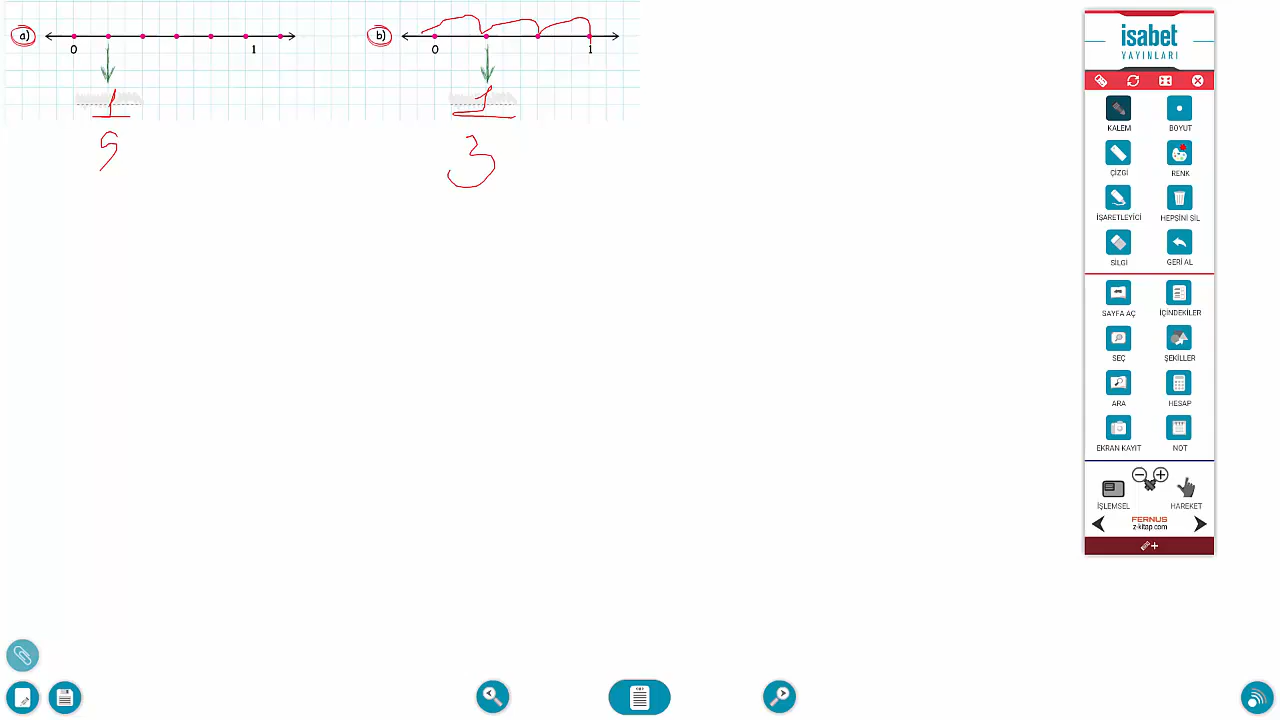 a)
0 1
1
5
b)
0 1
1
3
isabet
YAYINLARI
KALEM BOYUT
ÇİZGİ RENK
İŞARETLEYİCİ HEPSİNİ SİL
SİLGİ GERİ AL
SAYFA AÇ İÇİNDEKİLER
SEÇ ŞEKİLLER
ARA HESAP
EKRAN KAYIT NOT
İŞLEMSEL HAREKET
FERNUS
z-kitap.com